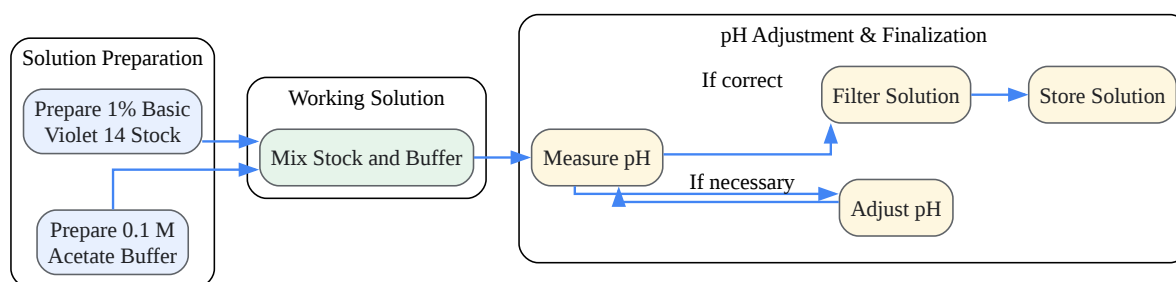 Solution Preparation
Prepare 1% Basic
Violet 14 Stock
Prepare 0.1 M
Acetate Buffer
Working Solution
Mix Stock and Buffer
pH Adjustment & Finalization
Measure pH
If correct
If necessary
Filter Solution
Store Solution
Adjust pH